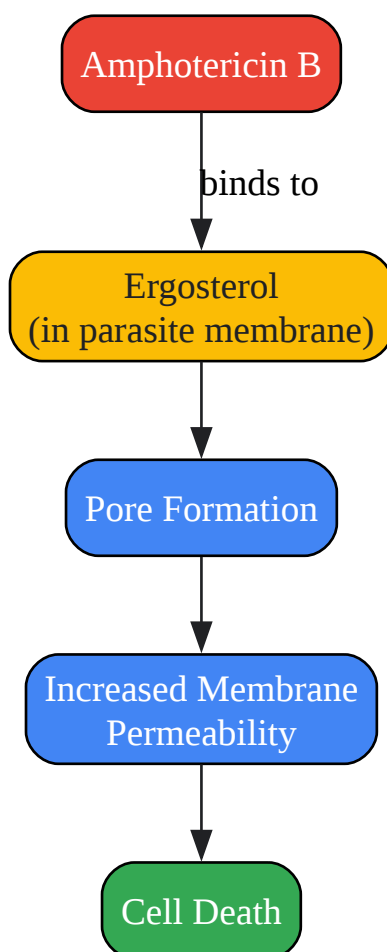 Amphotericin B
binds to
Ergosterol
(in parasite membrane)
Pore Formation
Increased Membrane
Permeability
Cell Death